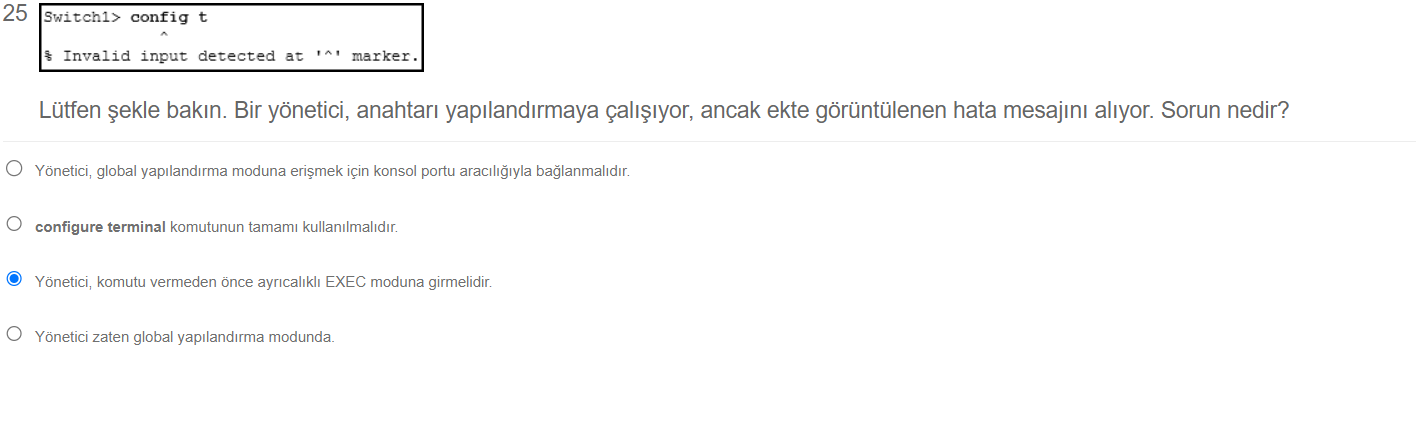 25
Switch1> config t
^
% Invalid input detected at '^' marker.
Lütfen şekle bakın. Bir yönetici, anahtarı yapılandırmaya çalışıyor, ancak ekte görüntülenen hata mesajını alıyor. Sorun nedir?
Yönetici, global yapılandırma moduna erişmek için konsol portu aracılığıyla bağlanmalıdır.
configure terminal komutunun tamamı kullanılmalıdır.
Yönetici, komutu vermeden önce ayrıcalıklı EXEC moduna girmelidir.
Yönetici zaten global yapılandırma modunda.